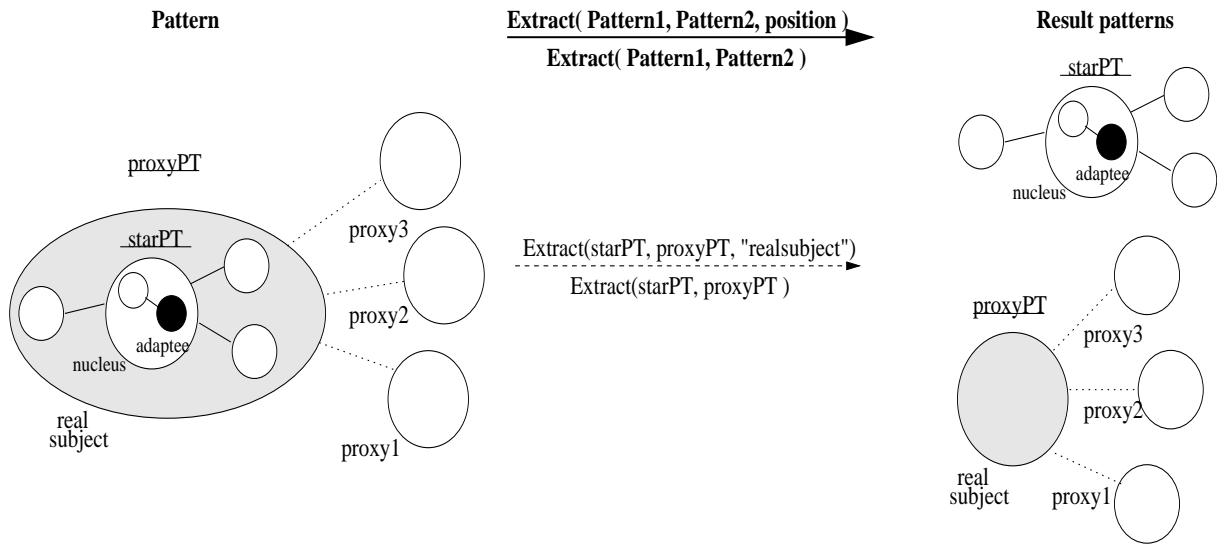 Pattern
Extract( Pattern1, Pattern2, position )
Extract( Pattern1, Pattern2 )
Result patterns
proxyPT
starPT
nucleus
adaptee
real
subject
proxy3
proxy2
proxy1
Extract(starPT, proxyPT, "realsubject")
Extract(starPT, proxyPT )
starPT
nucleus
adaptee
proxyPT
proxy3
proxy2
proxy1
real
subject